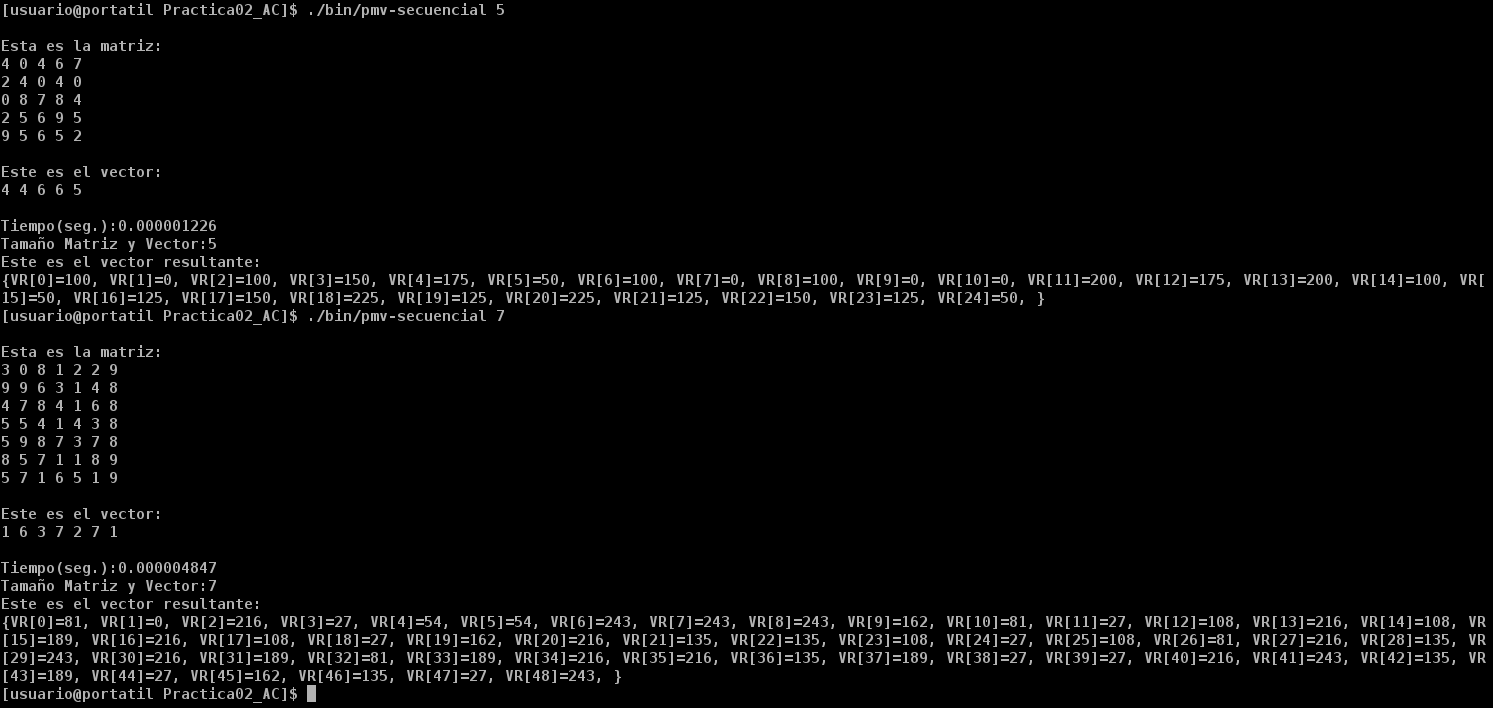 [usuario@portatil Practica02_AC]$ ./bin/pmv-secuencial 5

Esta es la matriz:
4 0 4 6 7
2 4 0 4 0
0 8 7 8 4
2 5 6 9 5
9 5 6 5 2

Este es el vector:
4 4 6 6 5

Tiempo(seg.):0.000001226
Tamaño Matriz y Vector:5
Este es el vector resultante:
{VR[0]=100, VR[1]=0, VR[2]=100, VR[3]=150, VR[4]=175, VR[5]=50, VR[6]=100, VR[7]=0, VR[8]=100, VR[9]=0, VR[10]=0, VR[11]=200, VR[12]=175, VR[13]=200, VR[14]=100, VR[
15]=50, VR[16]=125, VR[17]=150, VR[18]=225, VR[19]=125, VR[20]=225, VR[21]=125, VR[22]=150, VR[23]=125, VR[24]=50, }
[usuario@portatil Practica02_AC]$ ./bin/pmv-secuencial 7

Esta es la matriz:
3 0 8 1 2 2 9
9 9 6 3 1 4 8
4 7 8 4 1 6 8
5 5 4 1 4 3 8
5 9 8 7 3 7 8
8 5 7 1 1 8 9
5 7 1 6 5 1 9

Este es el vector:
1 6 3 7 2 7 1

Tiempo(seg.):0.000004847
Tamaño Matriz y Vector:7
Este es el vector resultante:
{VR[0]=81, VR[1]=0, VR[2]=216, VR[3]=27, VR[4]=54, VR[5]=54, VR[6]=243, VR[7]=243, VR[8]=243, VR[9]=162, VR[10]=81, VR[11]=27, VR[12]=108, VR[13]=216, VR[14]=108, VR
[15]=189, VR[16]=216, VR[17]=108, VR[18]=27, VR[19]=162, VR[20]=216, VR[21]=135, VR[22]=135, VR[23]=108, VR[24]=27, VR[25]=108, VR[26]=81, VR[27]=216, VR[28]=135, VR
[29]=243, VR[30]=216, VR[31]=189, VR[32]=81, VR[33]=189, VR[34]=216, VR[35]=216, VR[36]=135, VR[37]=189, VR[38]=27, VR[39]=27, VR[40]=216, VR[41]=243, VR[42]=135, VR
[43]=189, VR[44]=27, VR[45]=162, VR[46]=135, VR[47]=27, VR[48]=243, }
[usuario@portatil Practica02_AC]$